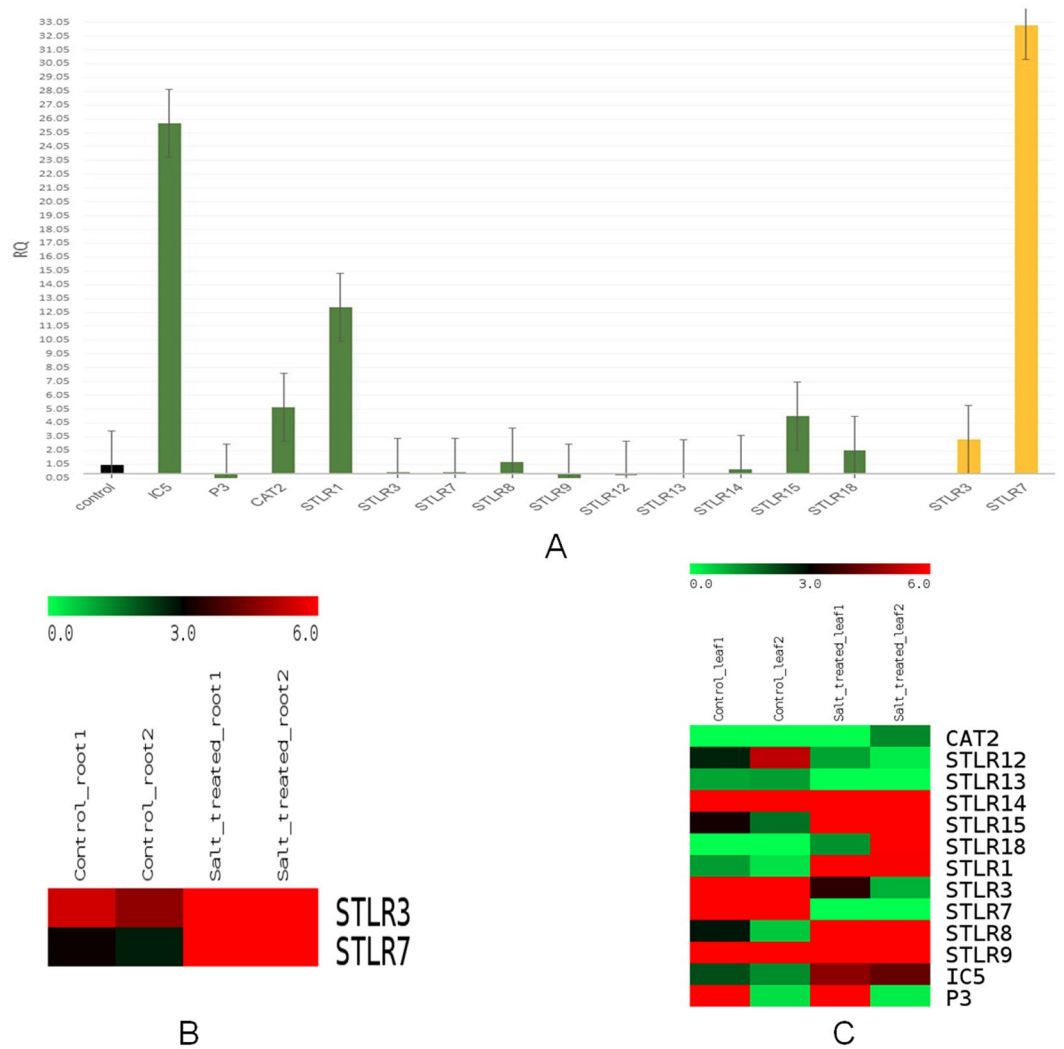 33.05
32.05
31.05
30.05
29.05
28.05
27.05
26.05
25.05
24.05
23.05
22.05
21.05
20.05
19.05
18.05
17.05
16.05
15.05
14.05
13.05
12.05
11.05
10.05
9.05
8.05
7.05
6.05
5.05
4.05
3.05
2.05
1.05
0.05
RQ
control IC5 P3 CAT2 STLR1 STLR3 STLR7 STLR8 STLR9 STLR12 STLR13 STLR14 STLR15 STLR18 STLR3 STLR7
A
0.0 3.0 6.0
Control_root1
Control_root2
Salt_treated_root1
Salt_treated_root2
STLR3
STLR7
B
0.0 3.0 6.0
Control_leaf1
Control_leaf2
Salt_treated_leaf1
Salt_treated_leaf2
CAT2
STLR12
STLR13
STLR14
STLR15
STLR18
STLR1
STLR3
STLR7
STLR8
STLR9
IC5
P3
C